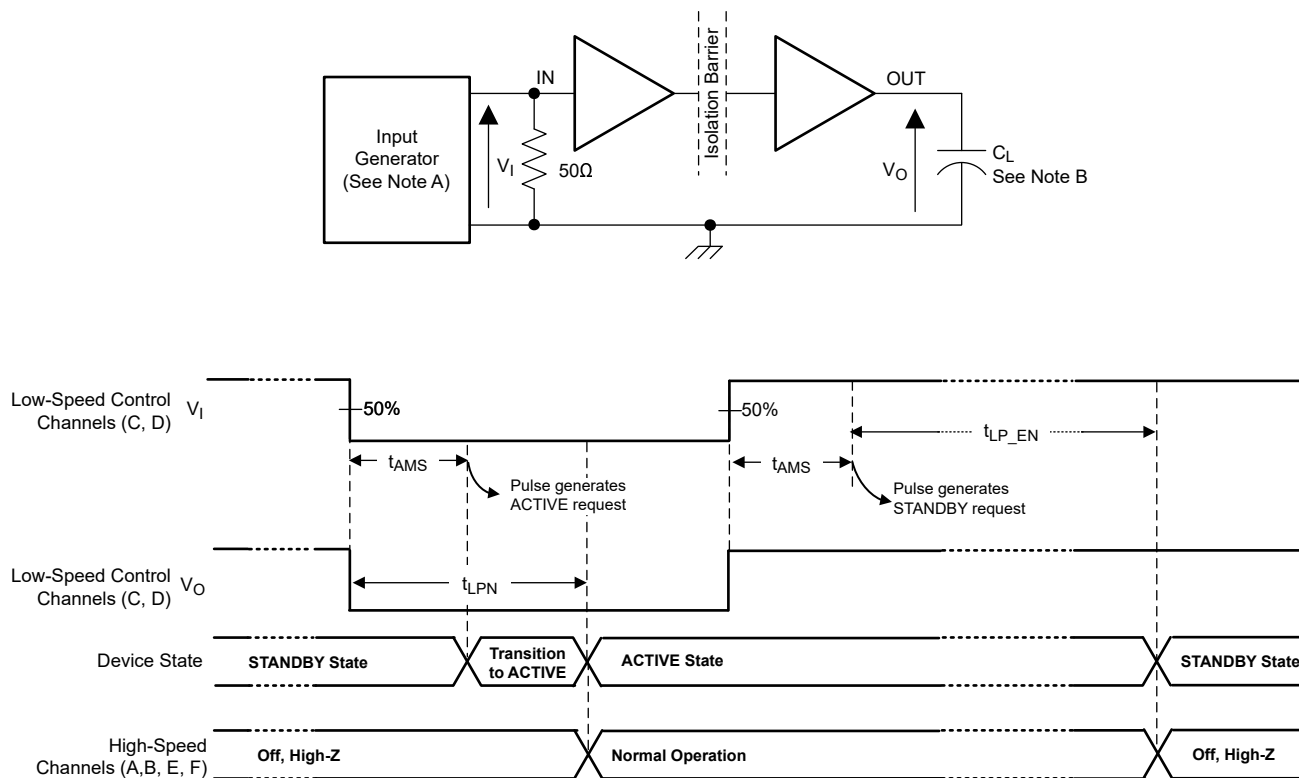 Isolation Barrier
IN
OUT
Input
Generator
(See Note A)
VI
50Ω
VO
CL
See Note B
Low-Speed Control
Channels (C, D)
VI
50%
50%
tAMS
Pulse generates
ACTIVE request
tAMS
tLP_EN
Pulse generates
STANDBY request
Low-Speed Control
Channels (C, D)
VO
tLPN
Device State
STANDBY State
Transition
to ACTIVE
ACTIVE State
STANDBY State
High-Speed
Channels (A,B, E, F)
Off, High-Z
Normal Operation
Off, High-Z